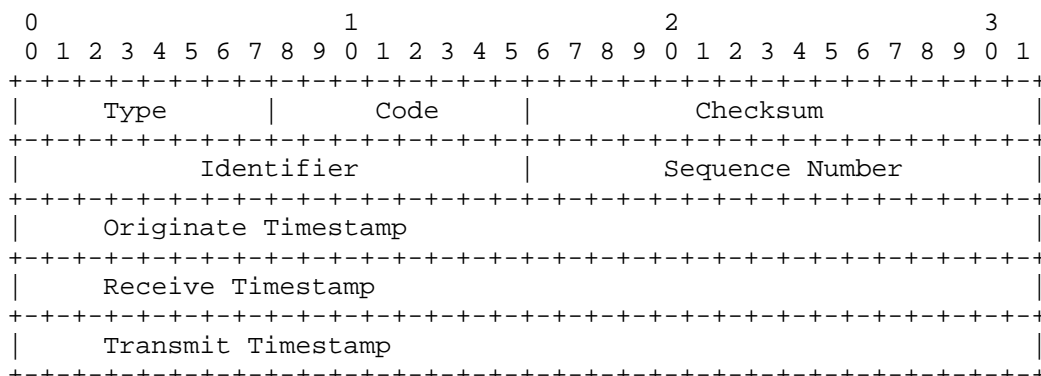 0                   1                   2                   3
 0 1 2 3 4 5 6 7 8 9 0 1 2 3 4 5 6 7 8 9 0 1 2 3 4 5 6 7 8 9 0 1
+-+-+-+-+-+-+-+-+-+-+-+-+-+-+-+-+-+-+-+-+-+-+-+-+-+-+-+-+-+-+-+-+
|     Type      |      Code     |          Checksum             |
+-+-+-+-+-+-+-+-+-+-+-+-+-+-+-+-+-+-+-+-+-+-+-+-+-+-+-+-+-+-+-+-+
|           Identifier          |        Sequence Number        |
+-+-+-+-+-+-+-+-+-+-+-+-+-+-+-+-+-+-+-+-+-+-+-+-+-+-+-+-+-+-+-+-+
|     Originate Timestamp                                       |
+-+-+-+-+-+-+-+-+-+-+-+-+-+-+-+-+-+-+-+-+-+-+-+-+-+-+-+-+-+-+-+-+
|     Receive Timestamp                                         |
+-+-+-+-+-+-+-+-+-+-+-+-+-+-+-+-+-+-+-+-+-+-+-+-+-+-+-+-+-+-+-+-+
|     Transmit Timestamp                                        |
+-+-+-+-+-+-+-+-+-+-+-+-+-+-+-+-+-+-+-+-+-+-+-+-+-+-+-+-+-+-+-+-+